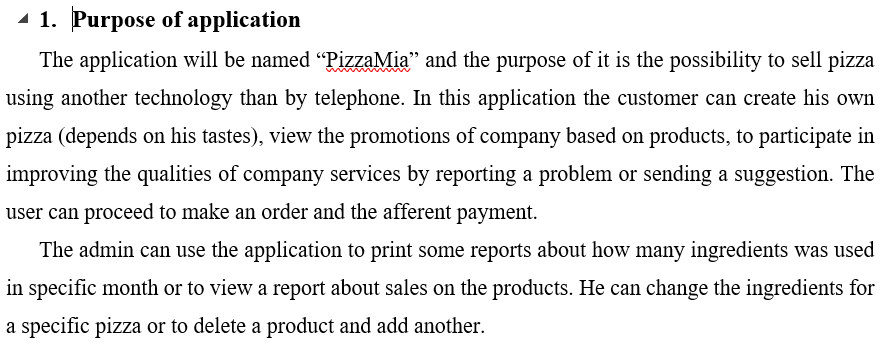 1. Purpose of application
The application will be named “PizzaMia” and the purpose of it is the possibility to sell pizza
using another technology than by telephone. In this application the customer can create his own
pizza (depends on his tastes), view the promotions of company based on products, to participate in
improving the qualities of company services by reporting a problem or sending a suggestion. The
user can proceed to make an order and the afferent payment.
The admin can use the application to print some reports about how many ingredients was used
in specific month or to view a report about sales on the products. He can change the ingredients for
a specific pizza or to delete a product and add another.